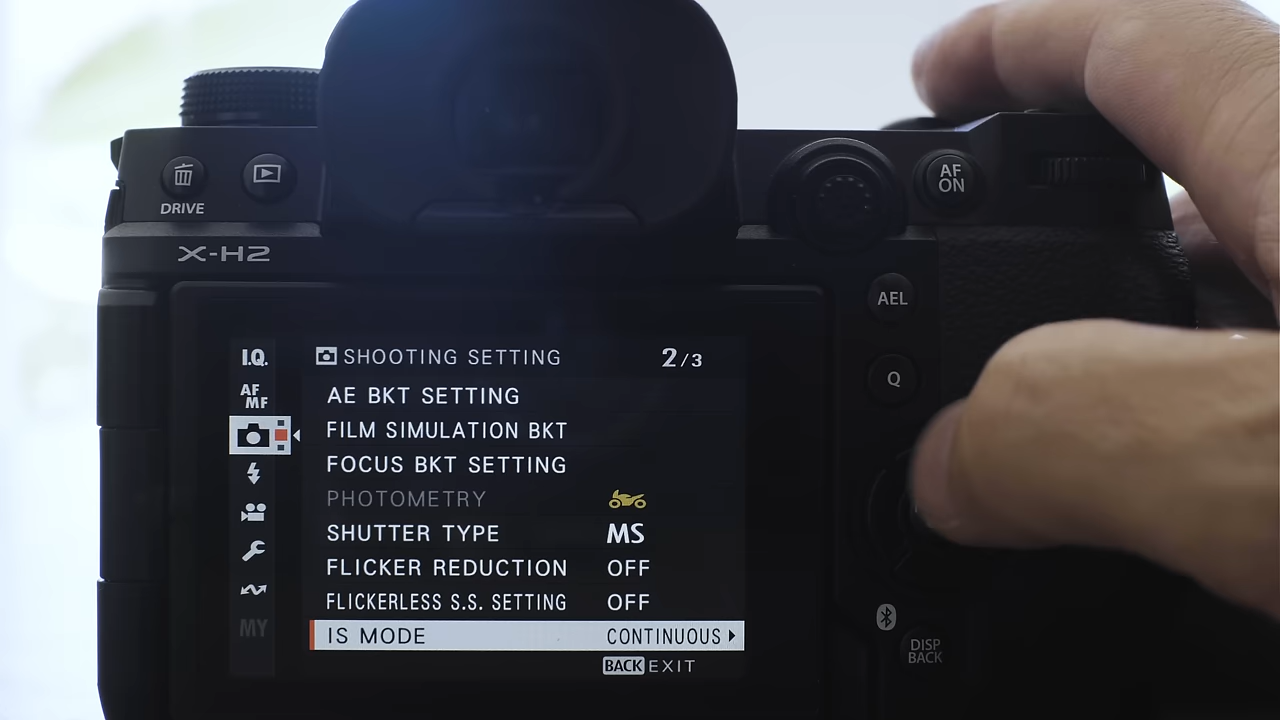 DRIVE
AF
ON
X-H2
AEL
Q
I.Q.
AF
MF
MY
SHOOTING SETTING 2/3
AE BKT SETTING
FILM SIMULATION BKT
FOCUS BKT SETTING
PHOTOMETRY
SHUTTER TYPE MS
FLICKER REDUCTION OFF
FLICKERLESS S.S. SETTING OFF
IS MODE CONTINUOUS
BACK EXIT
DISP
BACK